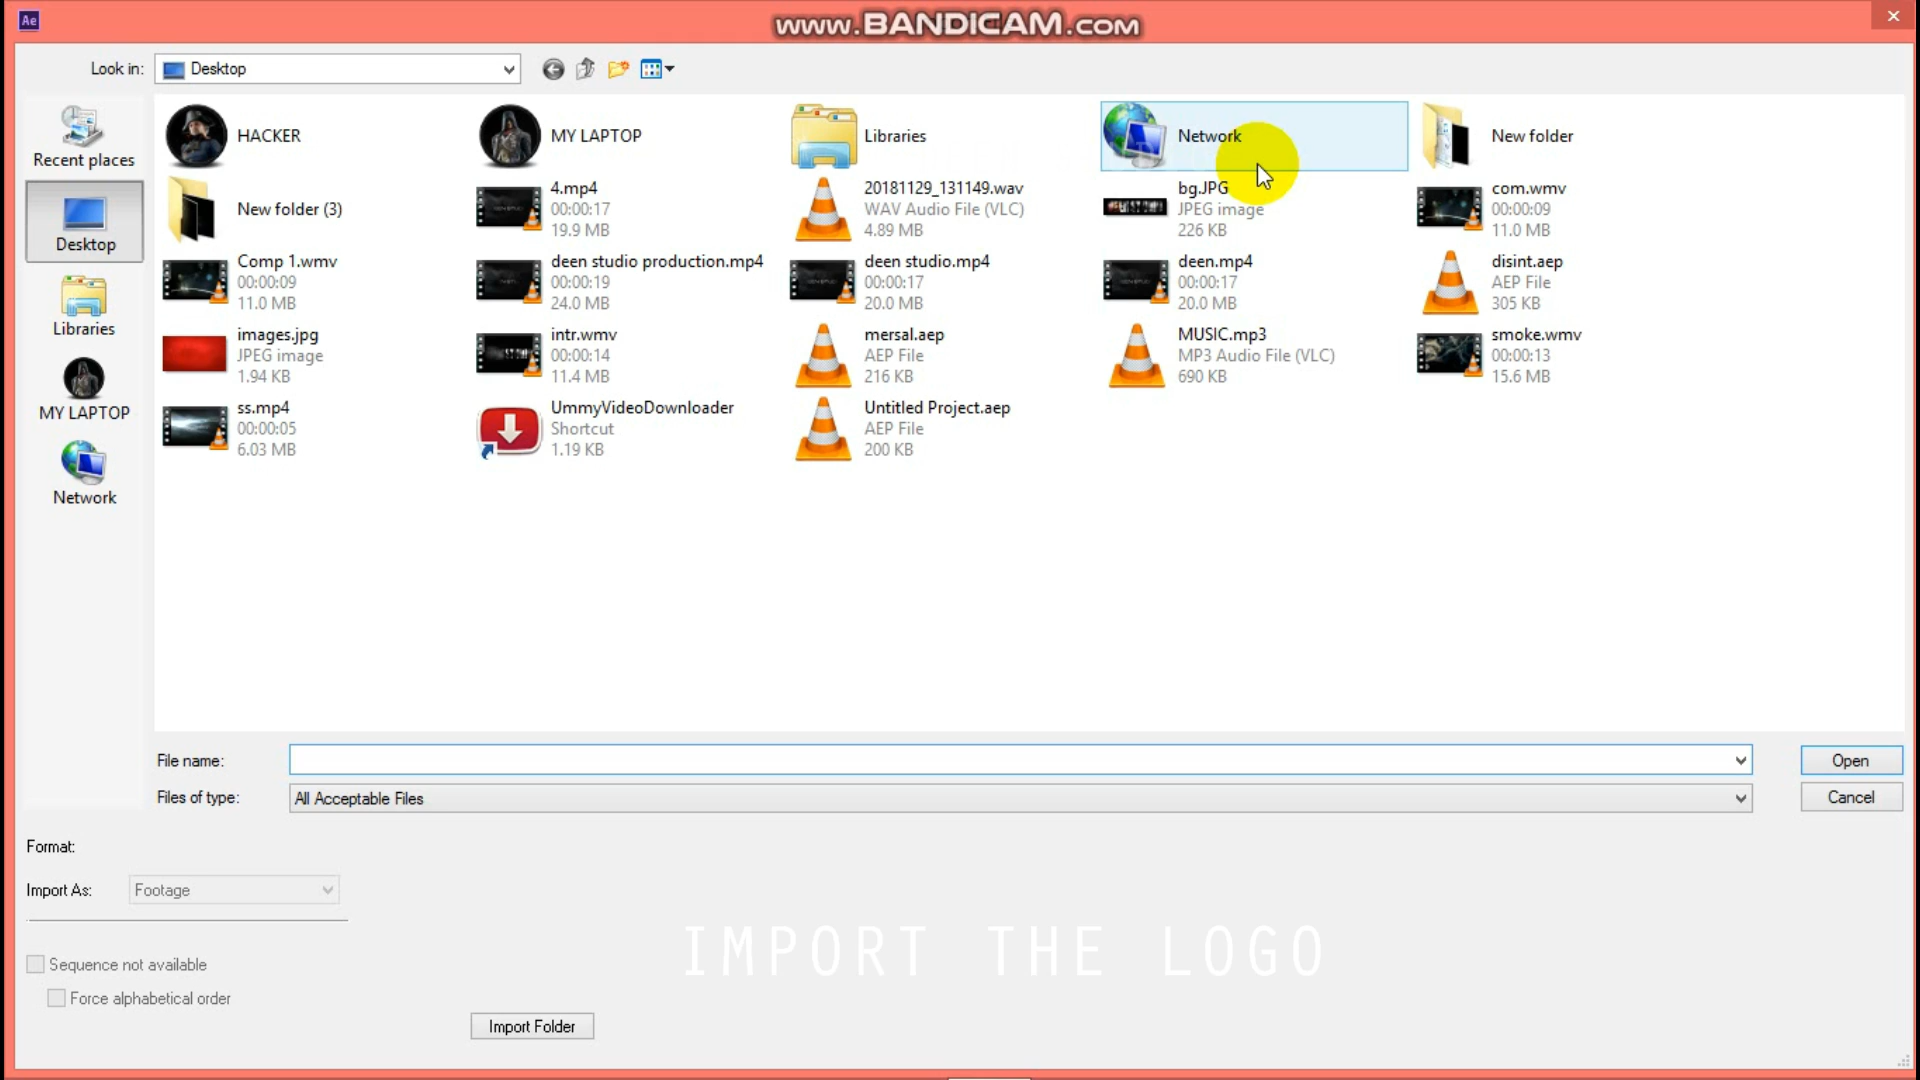 Ae
www.BANDICAM.com
Look in:
Desktop
Recent places
Desktop
Libraries
MY LAPTOP
Network
HACKER
MY LAPTOP
Libraries
Network
New folder
New folder (3)
4.mp4
00:00:17
19.9 MB
20181129_131149.wav
WAV Audio File (VLC)
4.89 MB
bg.JPG
JPEG image
226 KB
com.wmv
00:00:09
11.0 MB
Comp 1.wmv
00:00:09
11.0 MB
deen studio production.mp4
00:00:19
24.0 MB
deen studio.mp4
00:00:17
20.0 MB
deen.mp4
00:00:17
20.0 MB
disint.aep
AEP File
305 KB
images.jpg
JPEG image
1.94 KB
intr.wmv
00:00:14
11.4 MB
mersal.aep
AEP File
216 KB
MUSIC.mp3
MP3 Audio File (VLC)
690 KB
smoke.wmv
00:00:13
15.6 MB
ss.mp4
00:00:05
6.03 MB
UmmyVideoDownloader
Shortcut
1.19 KB
Untitled Project.aep
AEP File
200 KB
File name:
Open
Files of type:
All Acceptable Files
Cancel
Format:
Import As:
Footage
IMPORT THE LOGO
Sequence not available
Force alphabetical order
Import Folder